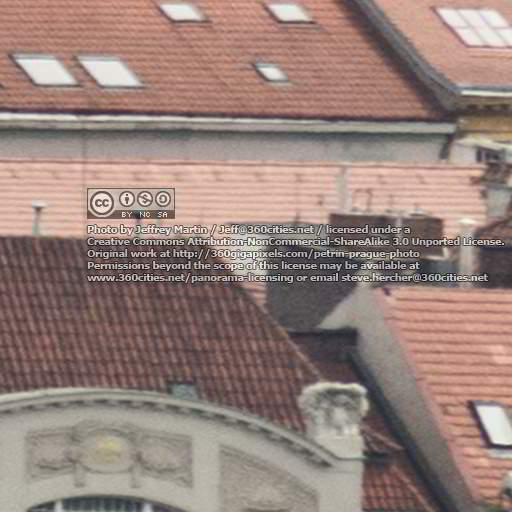 cc
BY NC SA
Photo by Jeffrey Martin / Jeff@360cities.net / licensed under a
Creative Commons Attribution-NonCommercial-ShareAlike 3.0 Unported License.
Original work at http://360gigapixels.com/petrin-prague-photo
Permissions beyond the scope of this license may be available at
www.360cities.net/panorama-licensing or email steve.hercher@360cities.net